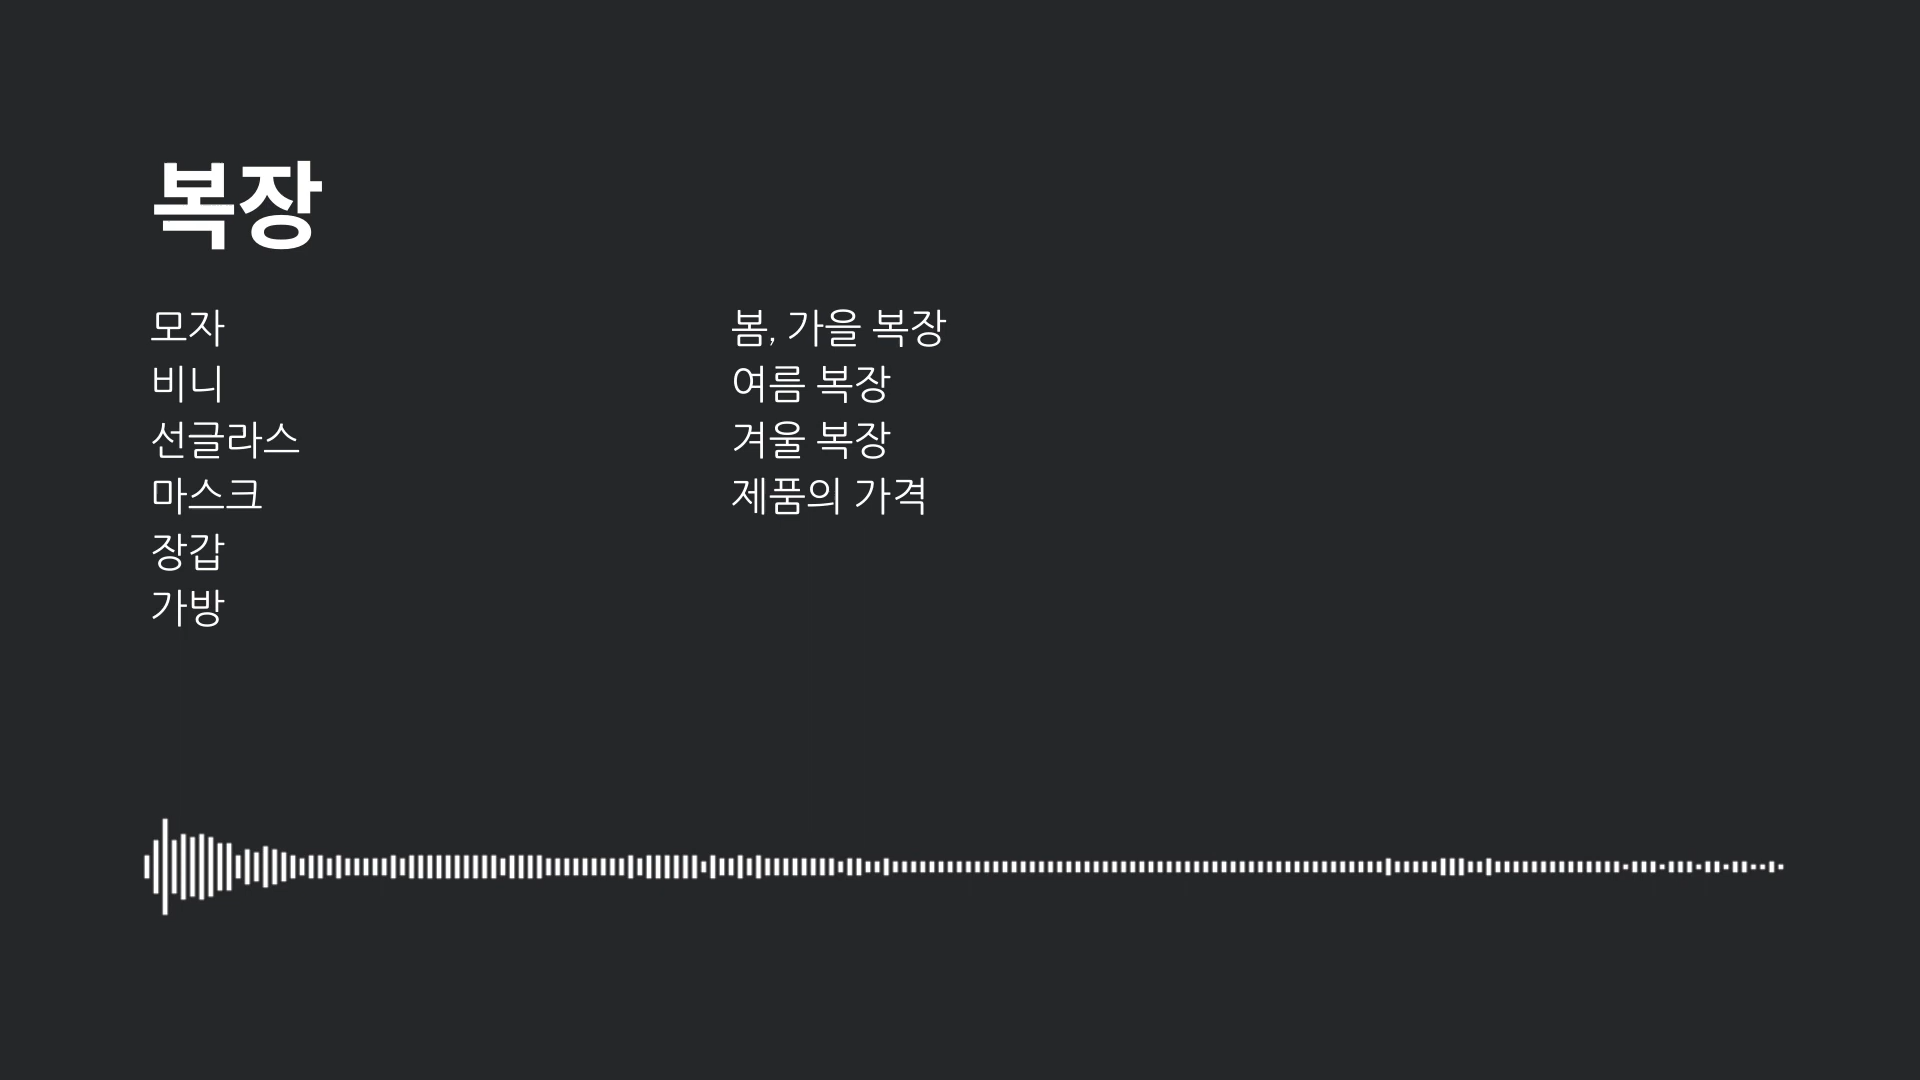 복장
모자
비니
선글라스
마스크
장갑
가방
봄, 가을 복장
여름 복장
겨울 복장
제품의 가격